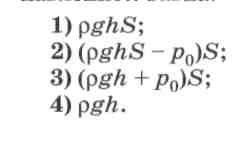 1) ρghS;
2) (ρghS – p₀)S;
3) (ρgh + p₀)S;
4) ρgh.